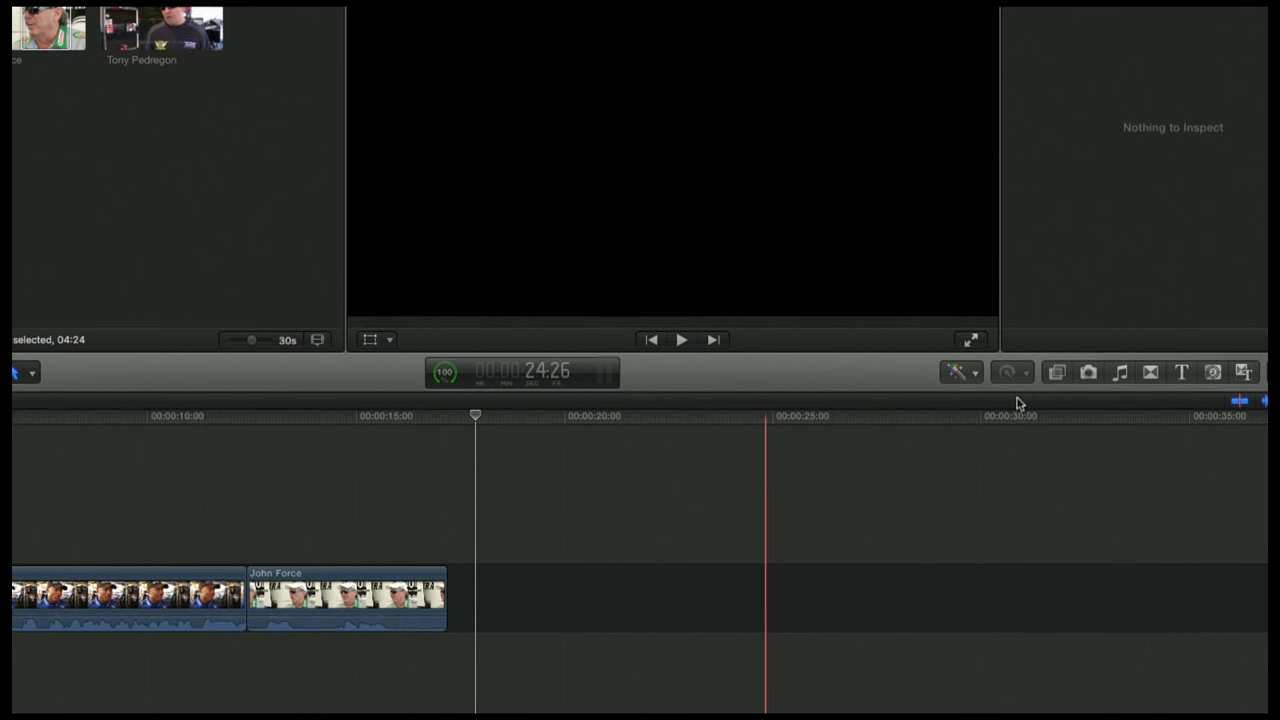 ce
Tony Pedregon
Nothing to Inspect
selected, 04:24
30s
100
%
00:00:24:26
HR MIN SEC FR
T
T
00:00:10:00
00:00:15:00
00:00:20:00
00:00:25:00
00:00:30:00
00:00:35:00
John Force